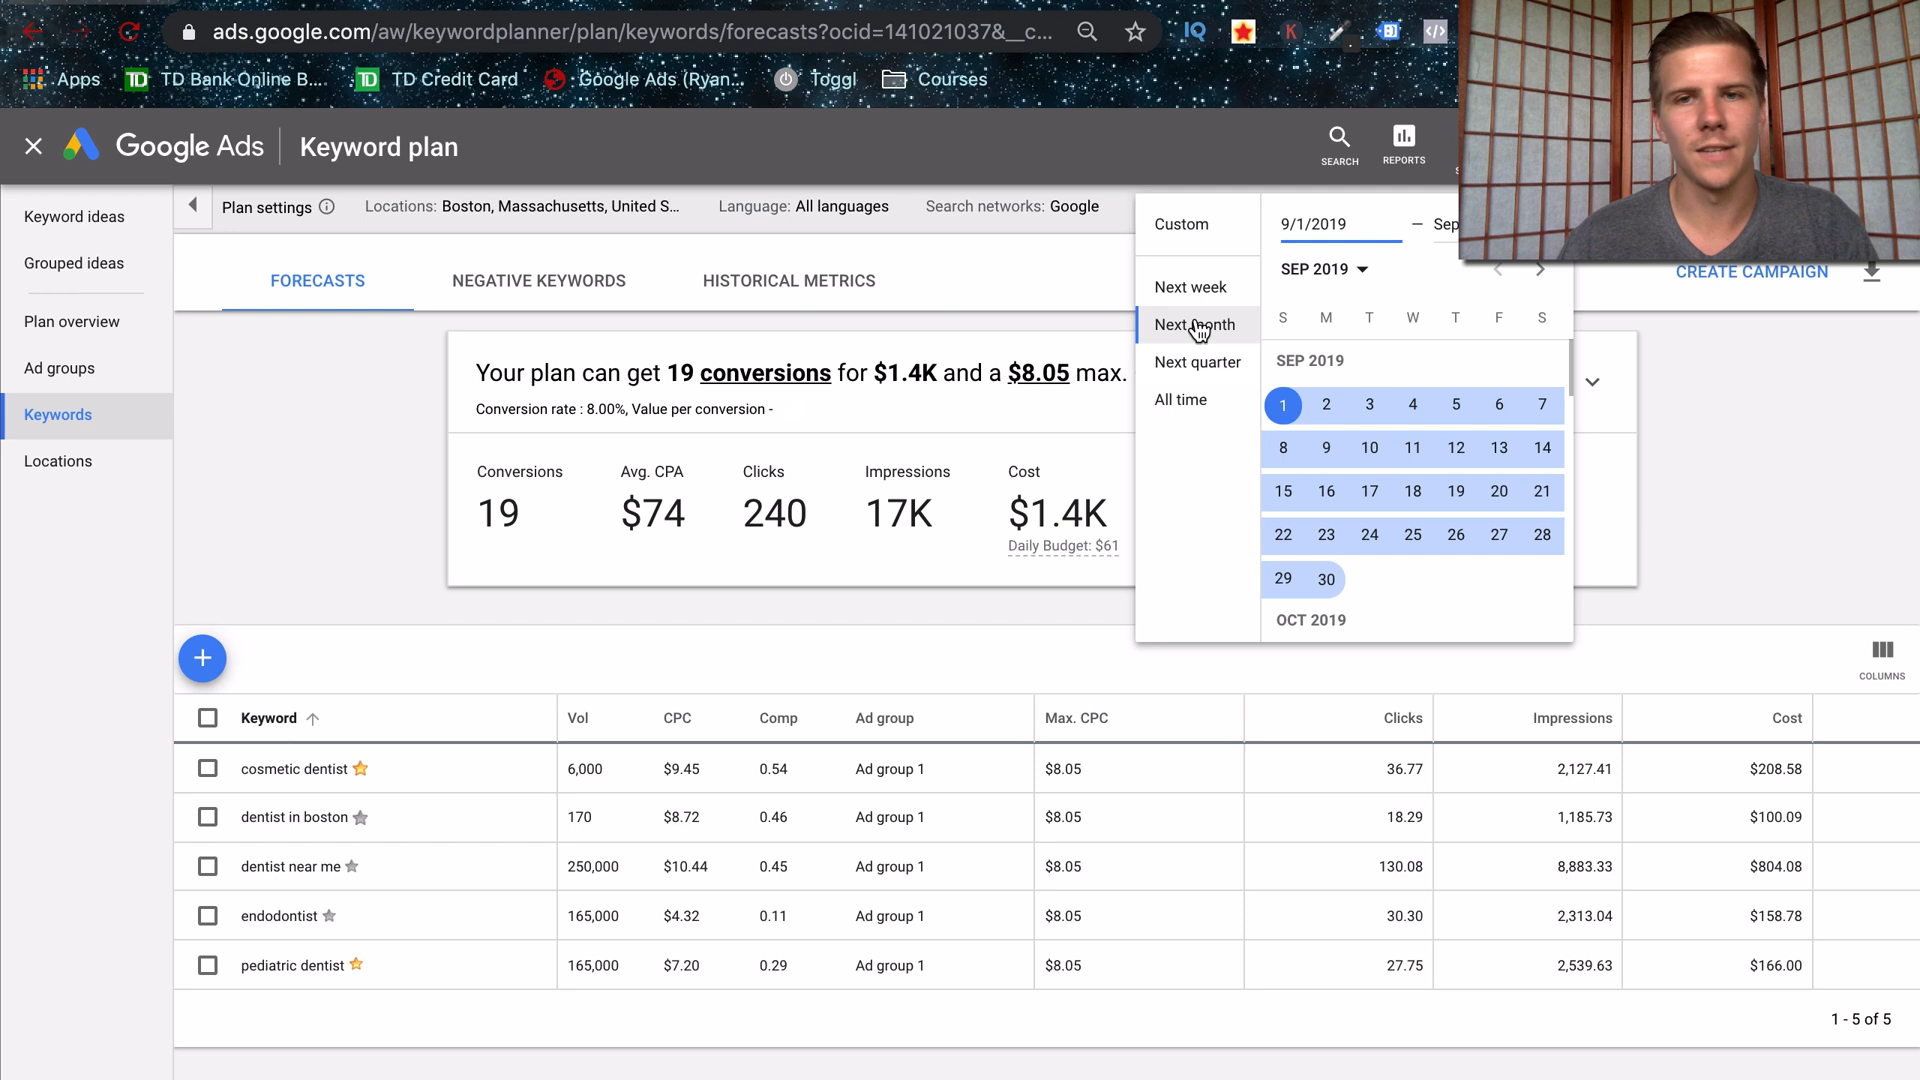 ads.google.com/aw/keywordplanner/plan/keywords/forecasts?ocid=141021037&__c...
IQ
K
Apps
TD
TD Bank Online B....
TD
TD Credit Card
Google Ads (Ryan,...
Toggl
Courses
Google Ads
Keyword plan
SEARCH
REPORTS
Keyword ideas
Grouped ideas
Plan overview
Ad groups
Keywords
Locations
Plan settings
Locations: Boston, Massachusetts, United S...
Language: All languages
Search networks: Google
Custom
9/1/2019 – Sep
SEP 2019
Next week
Next month
Next quarter
All time
S M T W T F S
SEP 2019
1 2 3 4 5 6 7
8 9 10 11 12 13 14
15 16 17 18 19 20 21
22 23 24 25 26 27 28
29 30
OCT 2019
FORECASTS
NEGATIVE KEYWORDS
HISTORICAL METRICS
CREATE CAMPAIGN
Your plan can get 19 conversions for $1.4K and a $8.05 max.
Conversion rate : 8.00%, Value per conversion -
Conversions Avg. CPA Clicks Impressions Cost
19 $74 240 17K $1.4K
Daily Budget: $61
COLUMNS
Keyword Vol CPC Comp Ad group Max. CPC Clicks Impressions Cost
cosmetic dentist 6,000 $9.45 0.54 Ad group 1 $8.05 36.77 2,127.41 $208.58
dentist in boston 170 $8.72 0.46 Ad group 1 $8.05 18.29 1,185.73 $100.09
dentist near me 250,000 $10.44 0.45 Ad group 1 $8.05 130.08 8,883.33 $804.08
endodontist 165,000 $4.32 0.11 Ad group 1 $8.05 30.30 2,313.04 $158.78
pediatric dentist 165,000 $7.20 0.29 Ad group 1 $8.05 27.75 2,539.63 $166.00
1 - 5 of 5